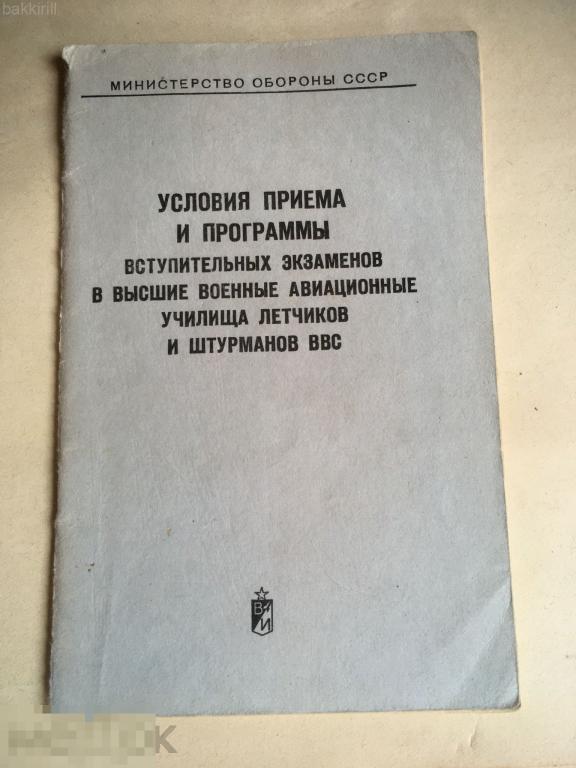 bakkirill
МИНИСТЕРСТВО ОБОРОНЫ СССР
УСЛОВИЯ ПРИЕМА
И ПРОГРАММЫ
ВСТУПИТЕЛЬНЫХ ЭКЗАМЕНОВ
В ВЫСШИЕ ВОЕННЫЕ АВИАЦИОННЫЕ
УЧИЛИЩА ЛЕТЧИКОВ
И ШТУРМАНОВ ВВС
В
И